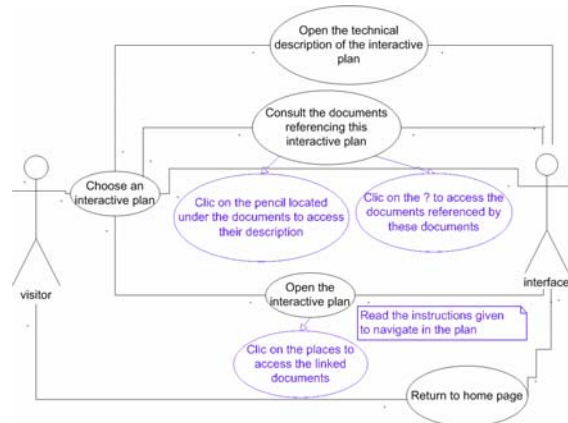 Open the technical
description of the interactive
plan
Consult the documents
referencing this
interactive plan
Choose an
interactive plan
Clic on the pencil located
under the documents to access
their description
Clic on the ? to access the
documents referenced by
these documents
visitor
interface
Open the
interactive plan
Read the instructions given
to navigate in the plan
Clic on the places to
access the linked
documents
Return to home page